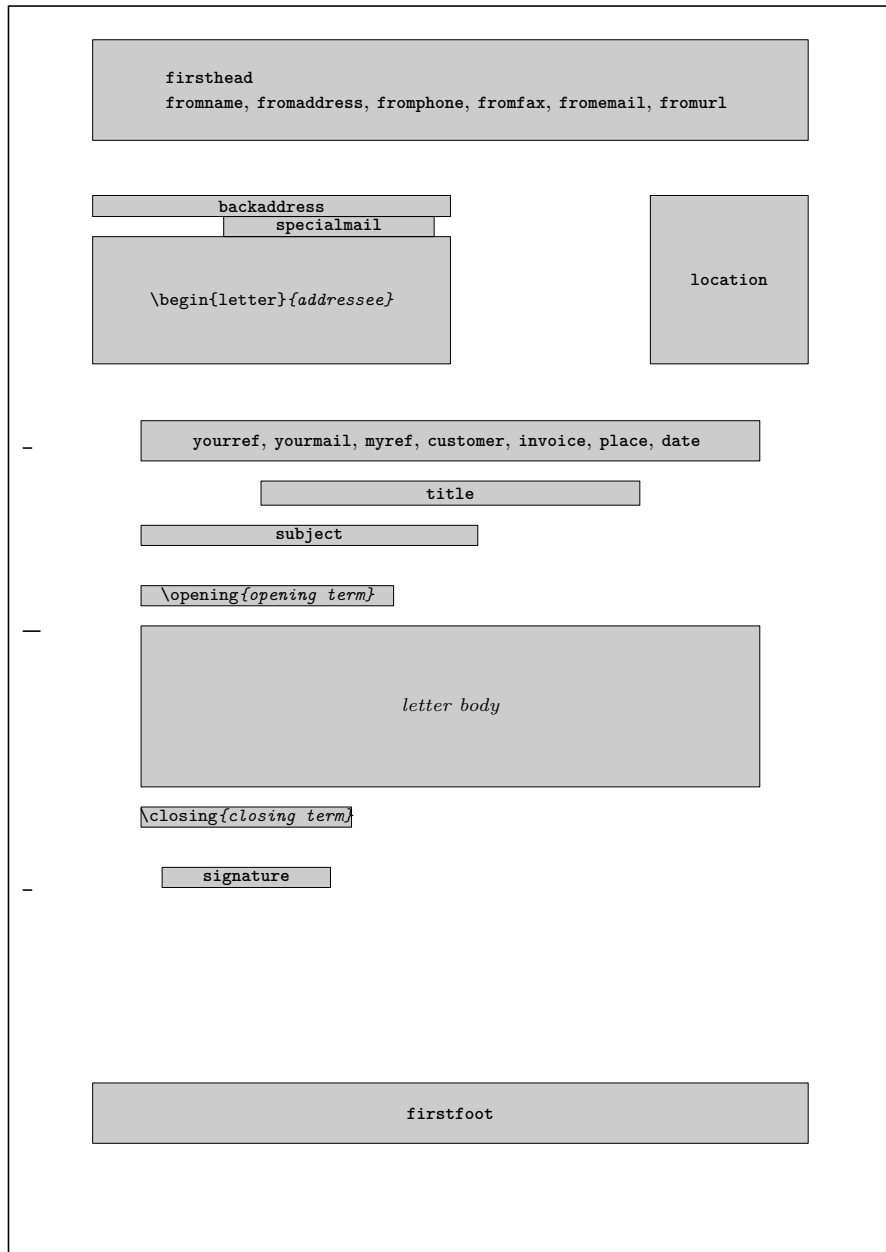 firsthead
fromname, fromaddress, fromphone, fromfax, fromemail, fromurl
backaddress
specialmail
\begin{letter}{addressee}
location
yourref, yourmail, myref, customer, invoice, place, date
title
subject
\opening{opening term}
letter body
\closing{closing term}
signature
firstfoot